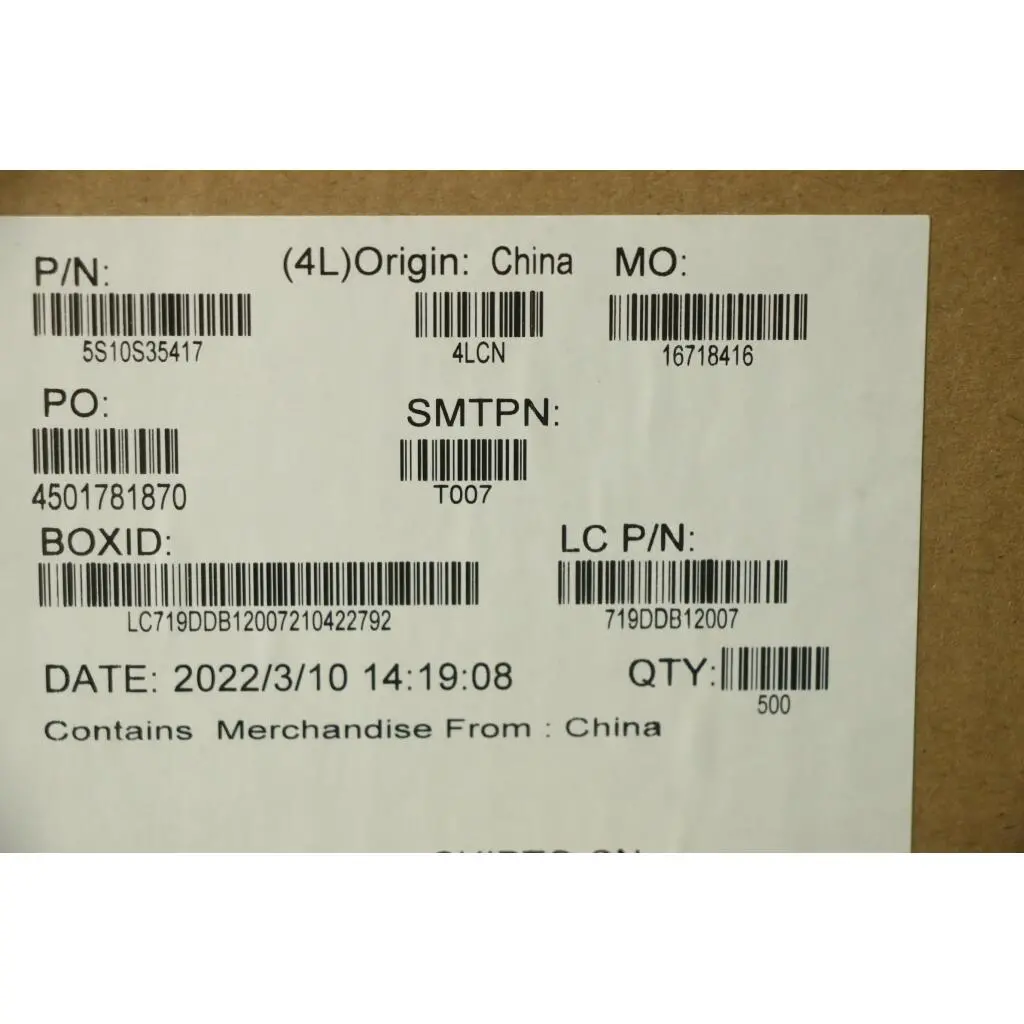 P/N: (4L)Origin: China MO:
5S10S35417 4LCN 16718416
PO: SMTPN:
4501781870 T007
BOXID: LC P/N:
LC719DDB12007210422792 719DDB12007
DATE: 2022/3/10 14:19:08 QTY:
500
Contains Merchandise From : China